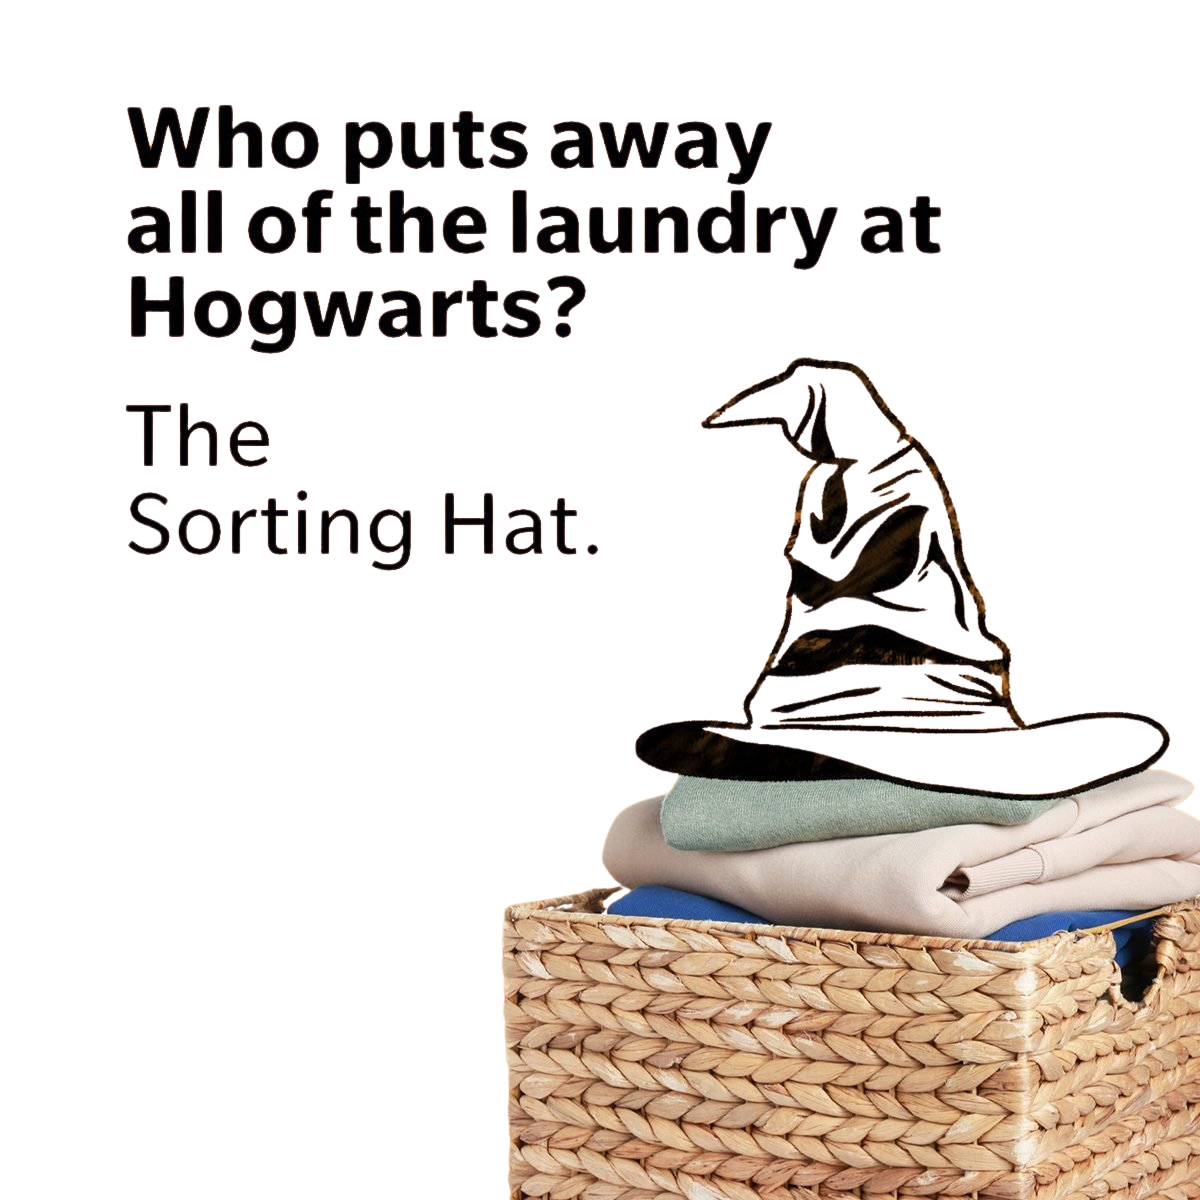 Who puts away
all of the laundry at
Hogwarts?
The
Sorting Hat.